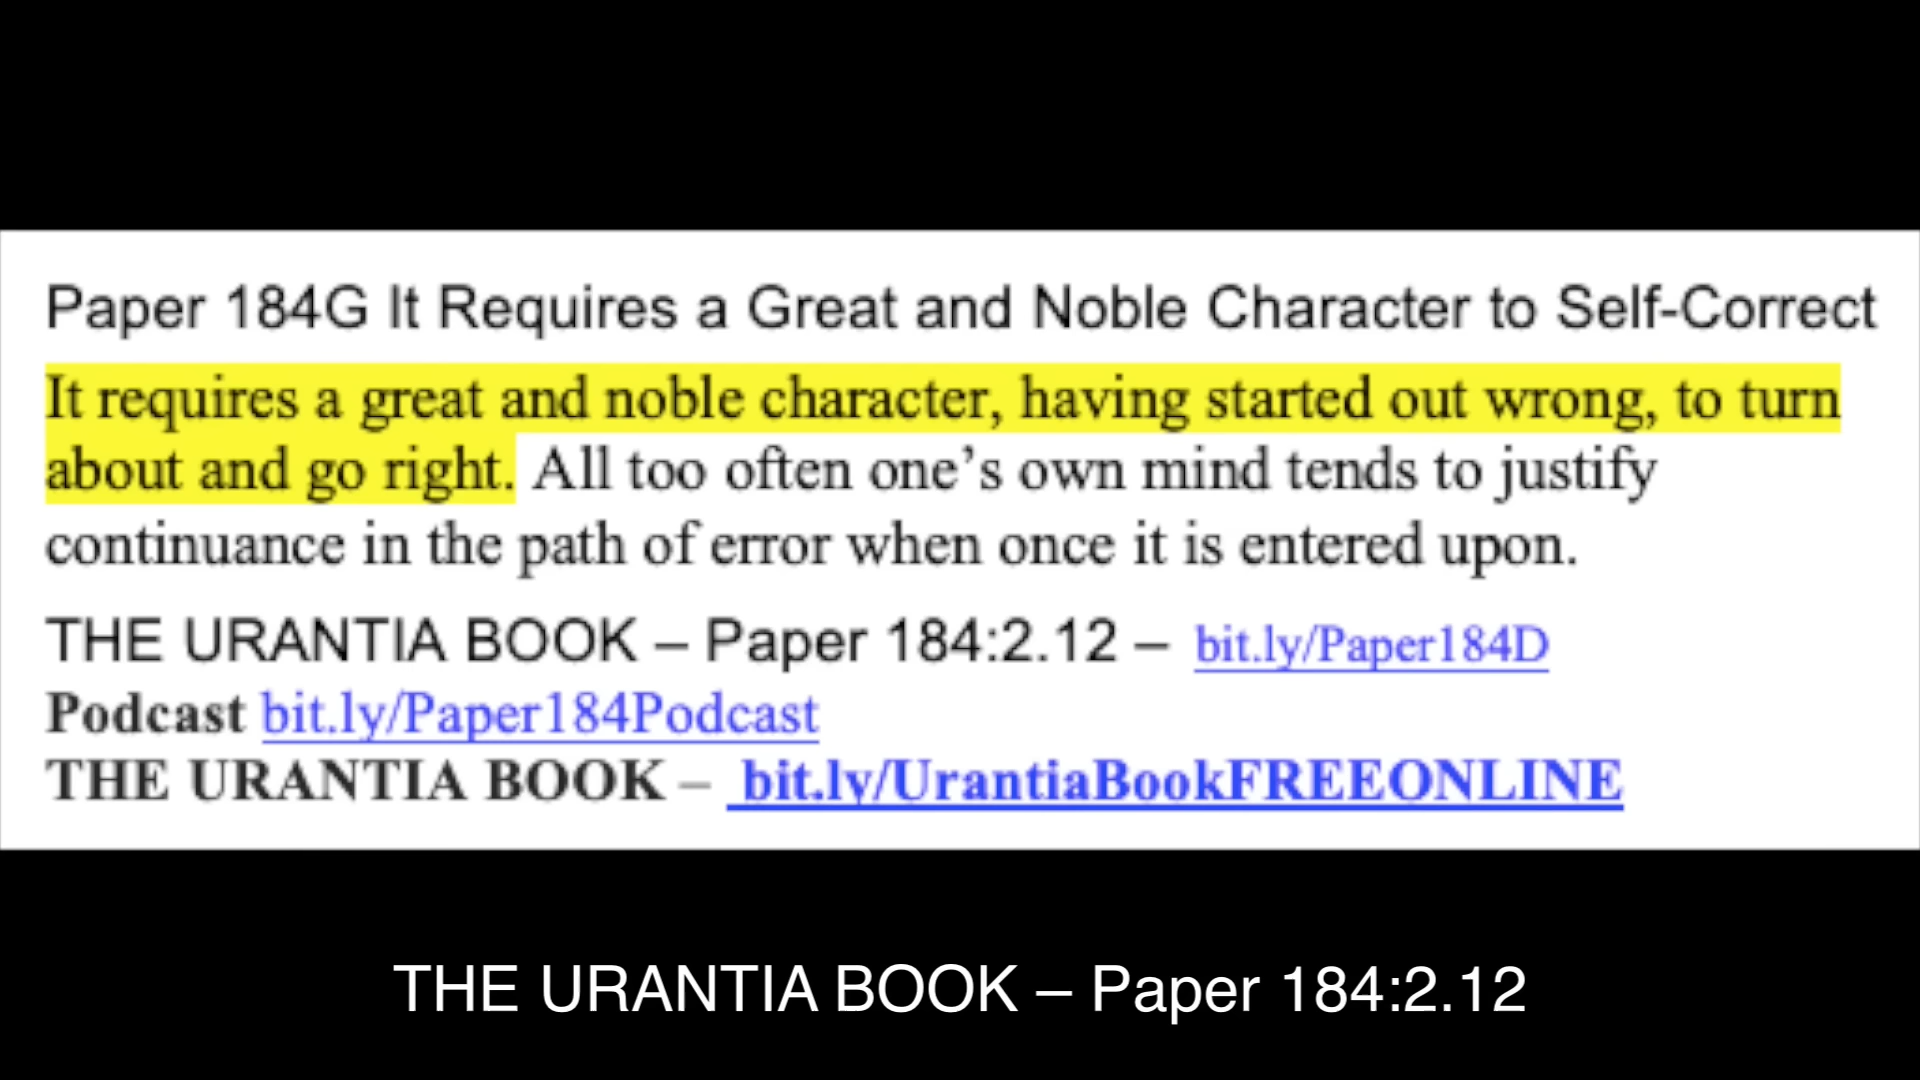 Paper 184G It Requires a Great and Noble Character to Self-Correct
It requires a great and noble character, having started out wrong, to turn
about and go right. All too often one’s own mind tends to justify
continuance in the path of error when once it is entered upon.
THE URANTIA BOOK – Paper 184:2.12 – bit.ly/Paper184D
Podcast bit.ly/Paper184Podcast
THE URANTIA BOOK – bit.ly/UrantiaBookFREEONLINE
THE URANTIA BOOK – Paper 184:2.12